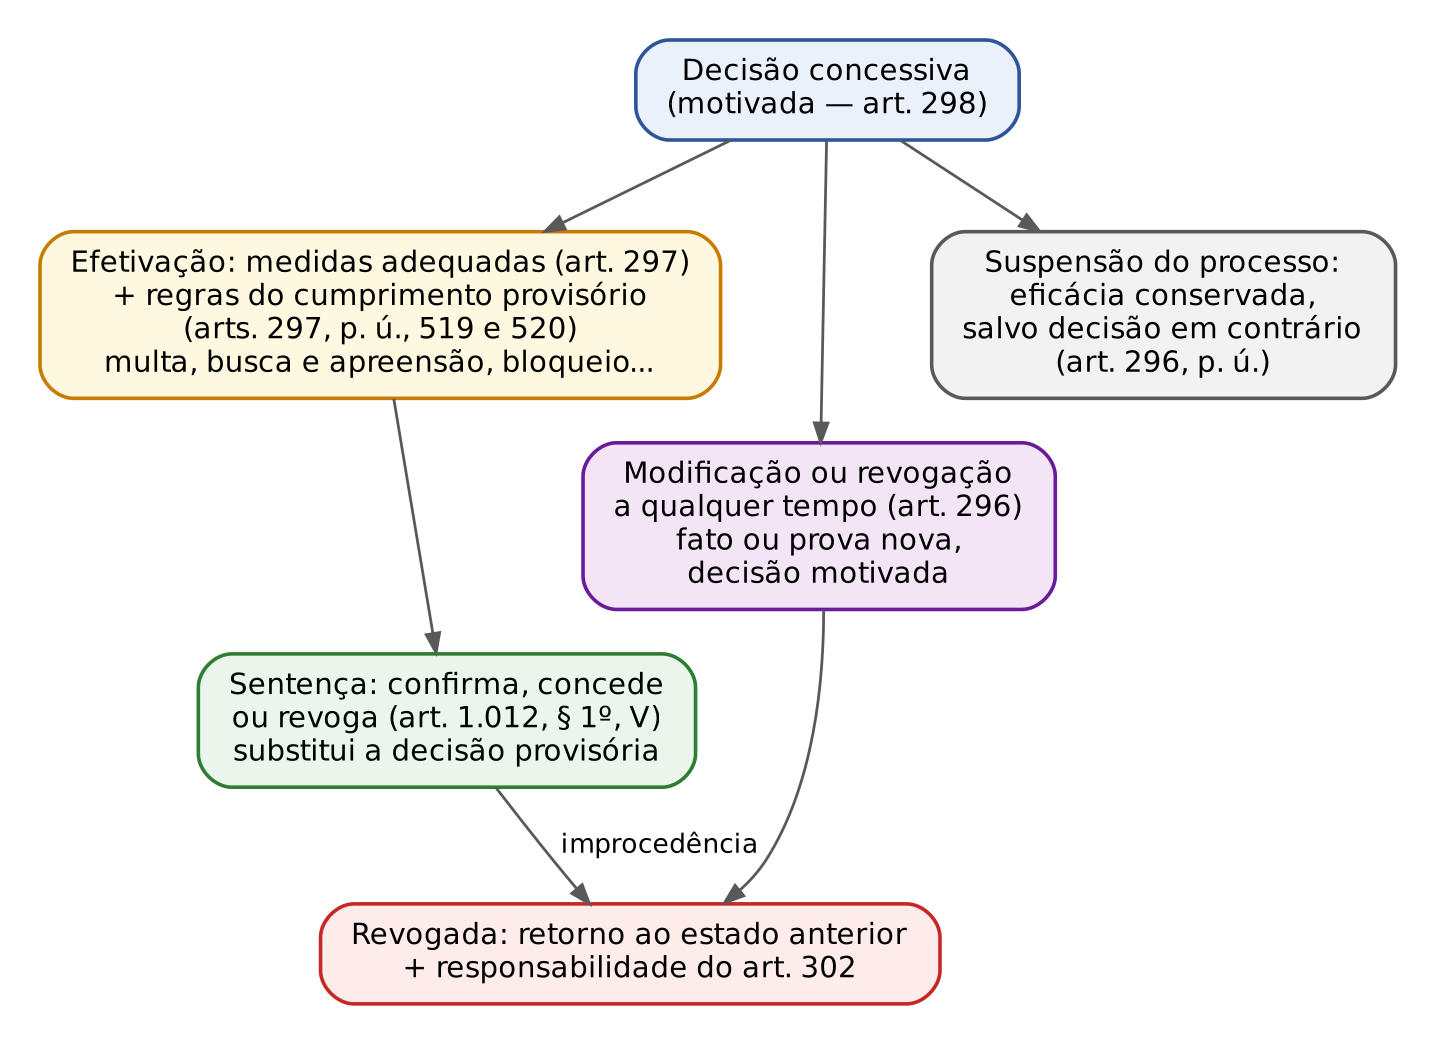 Decisão concessiva
(motivada — art. 298)
Efetivação: medidas adequadas (art. 297)
+ regras do cumprimento provisório
(arts. 297, p. ú., 519 e 520)
multa, busca e apreensão, bloqueio...
Suspensão do processo:
eficácia conservada,
salvo decisão em contrário
(art. 296, p. ú.)
Modificação ou revogação
a qualquer tempo (art. 296)
fato ou prova nova,
decisão motivada
Sentença: confirma, concede
ou revoga (art. 1.012, § 1º, V)
substitui a decisão provisória
improcedência
Revogada: retorno ao estado anterior
+ responsabilidade do art. 302